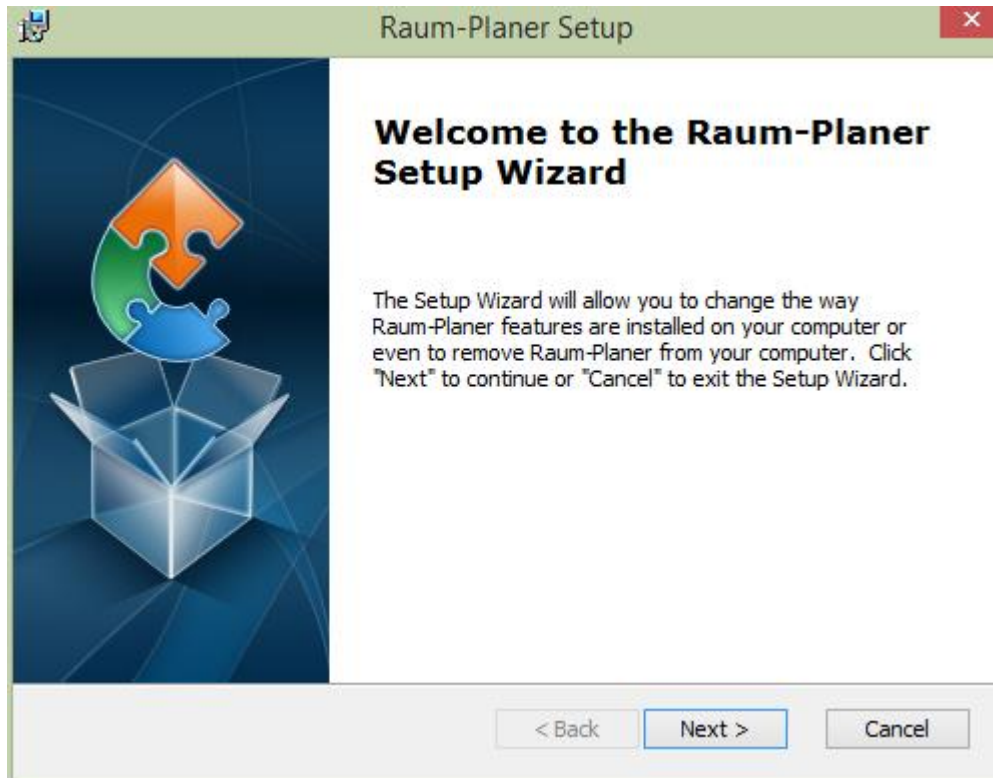 Raum-Planer Setup
Welcome to the Raum-Planer
Setup Wizard
The Setup Wizard will allow you to change the way
Raum-Planer features are installed on your computer or
even to remove Raum-Planer from your computer.  Click
"Next" to continue or "Cancel" to exit the Setup Wizard.
< Back
Next >
Cancel